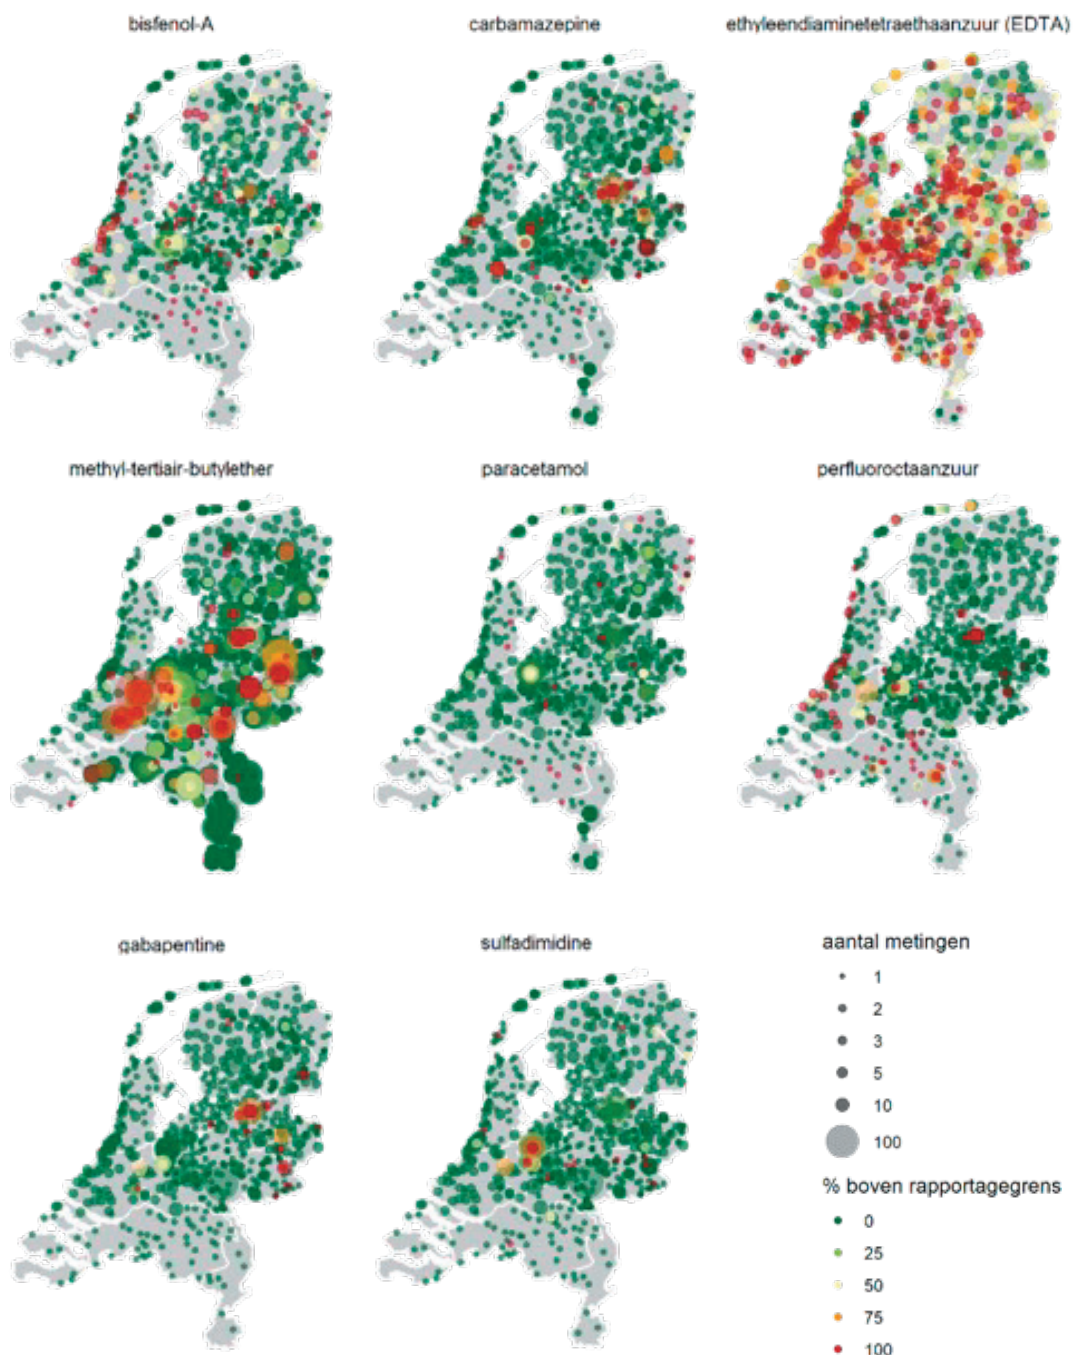 bisfenol-A
carbamazepine
ethyleendiaminetetraethaanzuur (EDTA)
methyl-tertiair-butylether
paracetamol
perfluoroctaanzuur
gabapentine
sulfadimidine
aantal metingen
1
2
3
5
10
100
% boven rapportagegrens
0
25
50
75
100